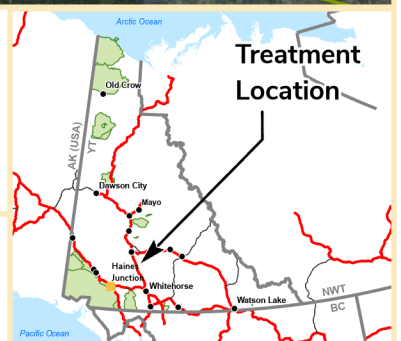 Arctic Ocean
Treatment
Location
Old Crow
AK (USA)
YT
Dawson City
Mayo
Haines
Junction
Whitehorse
Watson Lake
NWT
BC
Pacific Ocean